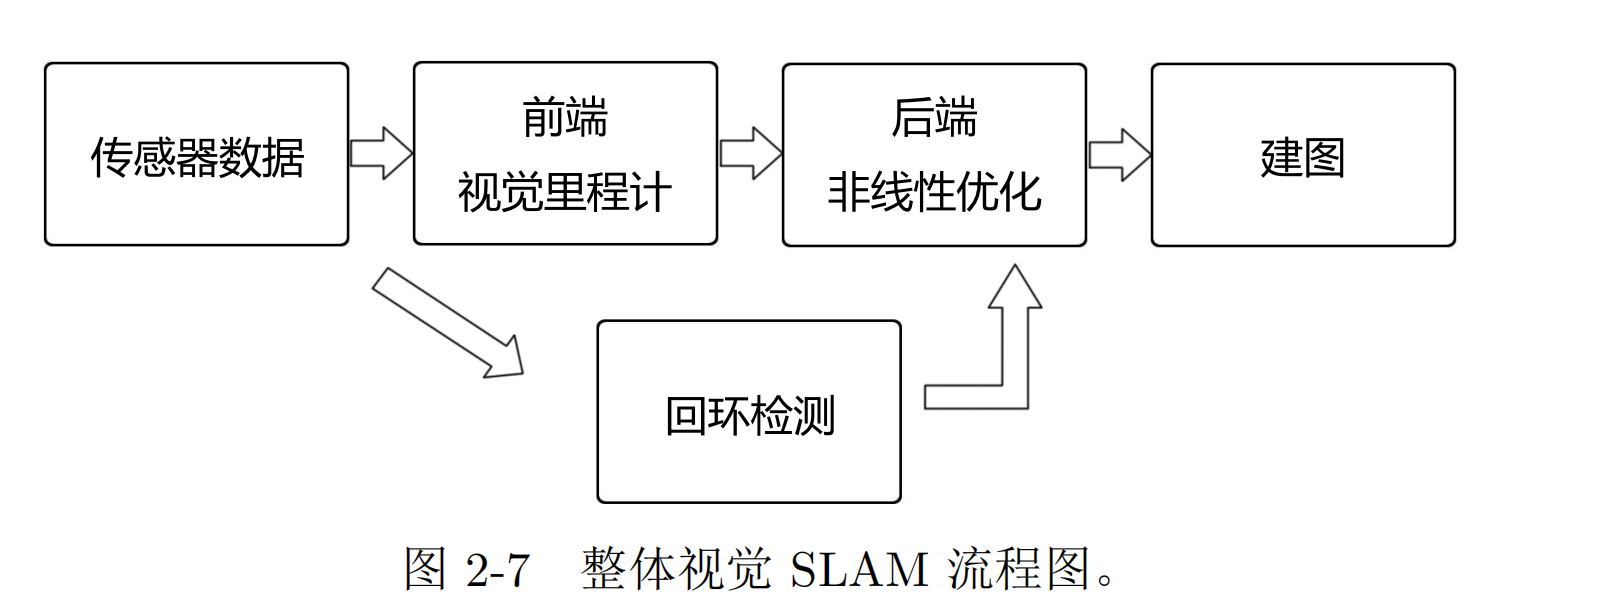 传感器数据
前端
视觉里程计
后端
非线性优化
建图
回环检测
图 2-7 整体视觉 SLAM 流程图。